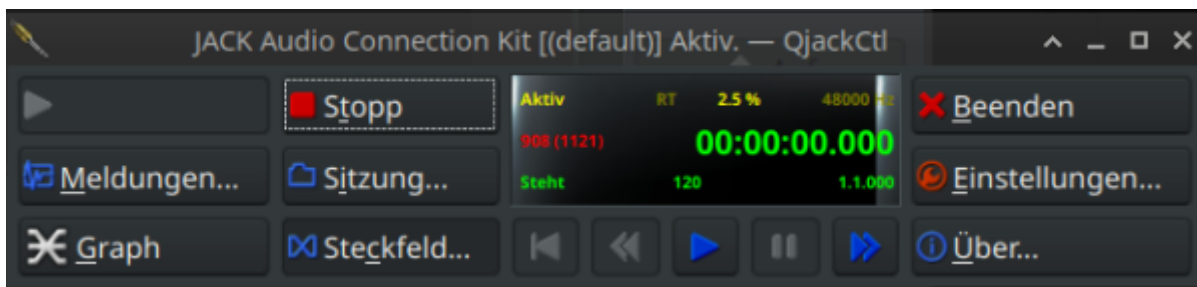 JACK Audio Connection Kit [(default)] Aktiv. — QjackCtl
Stopp
Aktiv RT 2.5 % 48000 Hz
Beenden
908 (1121) 00:00:00.000
Meldungen...
Sitzung...
Steht 120 1.1.000
Einstellungen...
Graph
Steckfeld...
Über...